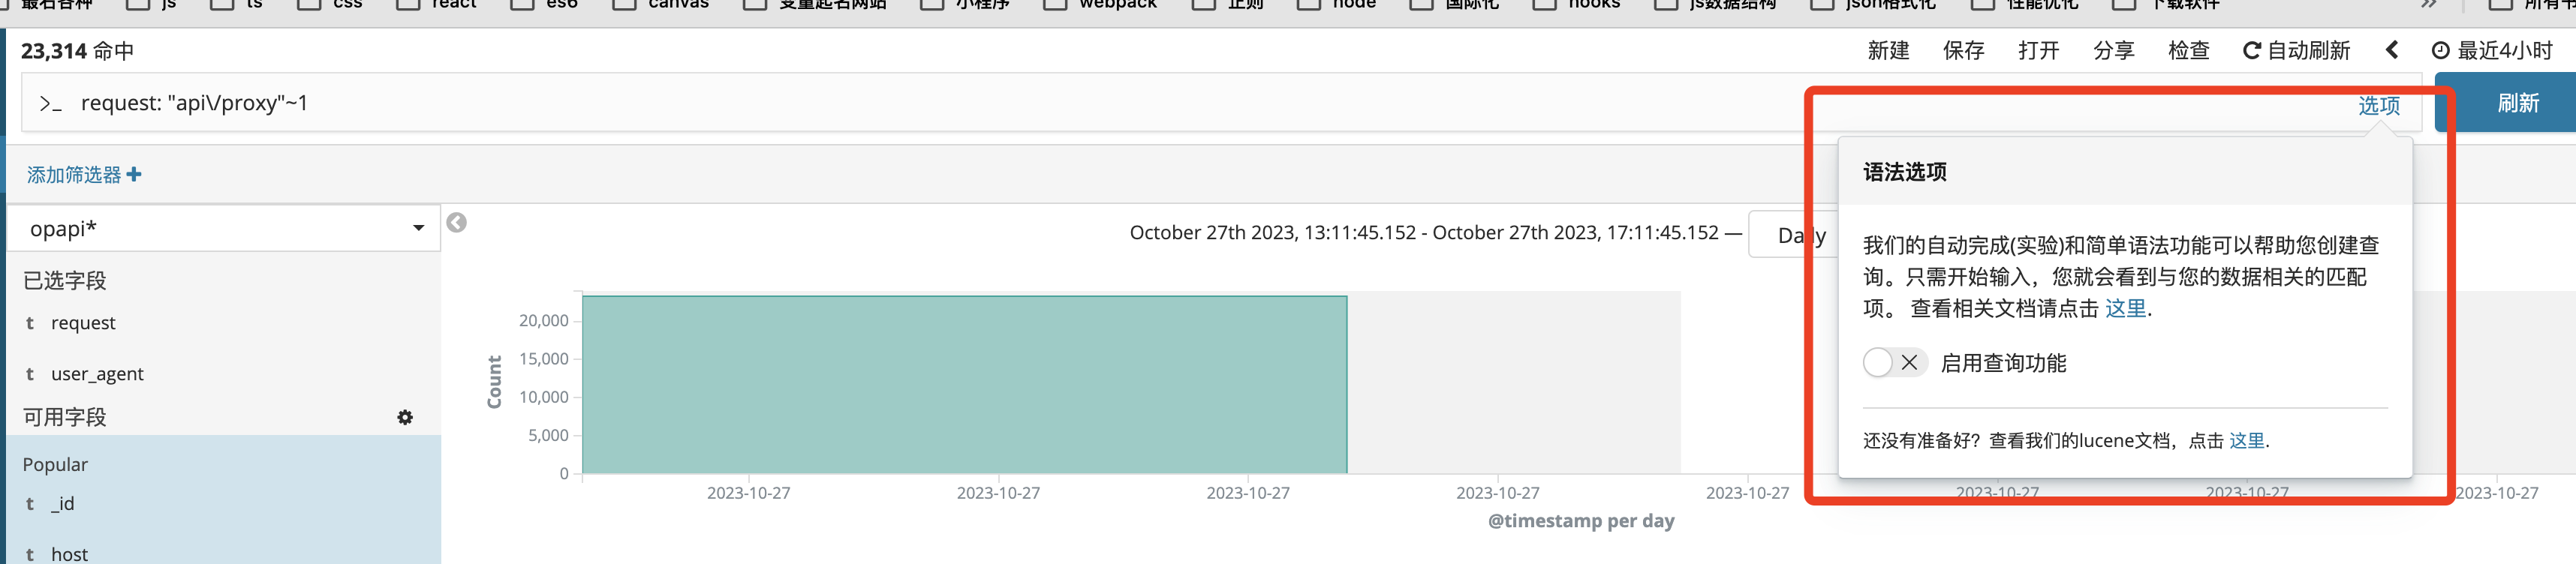 最右各种 js ts css react es6 canvas 变量起名网站 小程序 webpack 正则 node 国际化 hooks js数据结构 json格式化 性能优化 下载软件 » 所有书
23,314 命中 新建 保存 打开 分享 检查 自动刷新 最近4小时
>_ request: "api\/proxy"~1 选项 刷新
添加筛选器
语法选项
opapi*
October 27th 2023, 13:11:45.152 - October 27th 2023, 17:11:45.152 — Daily
已选字段
t request
t user_agent
可用字段
Popular
t _id
t host
我们的自动完成(实验)和简单语法功能可以帮助您创建查
询。只需开始输入，您就会看到与您的数据相关的匹配
项。 查看相关文档请点击 这里.
启用查询功能
还没有准备好？查看我们的lucene文档，点击 这里.
Count
20,000
15,000
10,000
5,000
0
2023-10-27 2023-10-27 2023-10-27 2023-10-27 2023-10-27 2023-10-27 2023-10-27 2023-10-27
@timestamp per day